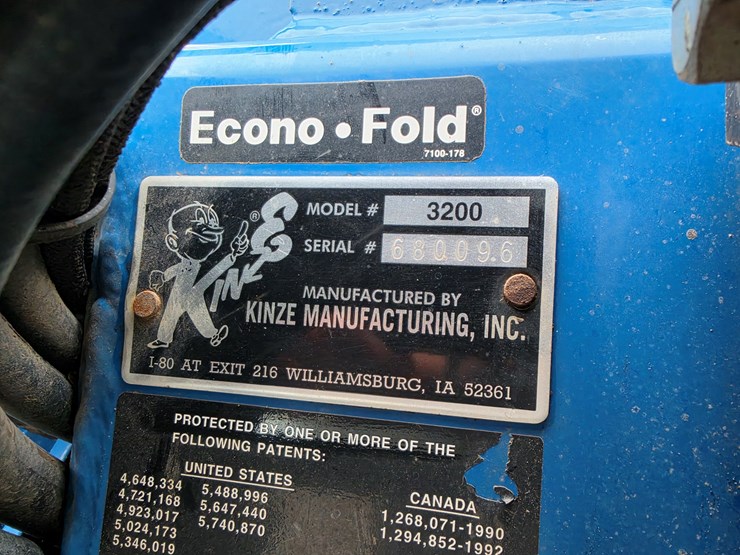 Econo • Fold®
7100-178
KINZE®
MODEL # 3200
SERIAL # 680096
MANUFACTURED BY
KINZE MANUFACTURING, INC.
I-80 AT EXIT 216 WILLIAMSBURG, IA 52361
PROTECTED BY ONE OR MORE OF THE
FOLLOWING PATENTS:
UNITED STATES
4,648,334 5,488,996
4,721,168 5,647,440
4,923,017 5,740,870
5,024,173
5,346,019
CANADA
1,268,071-1990
1,294,852-1992